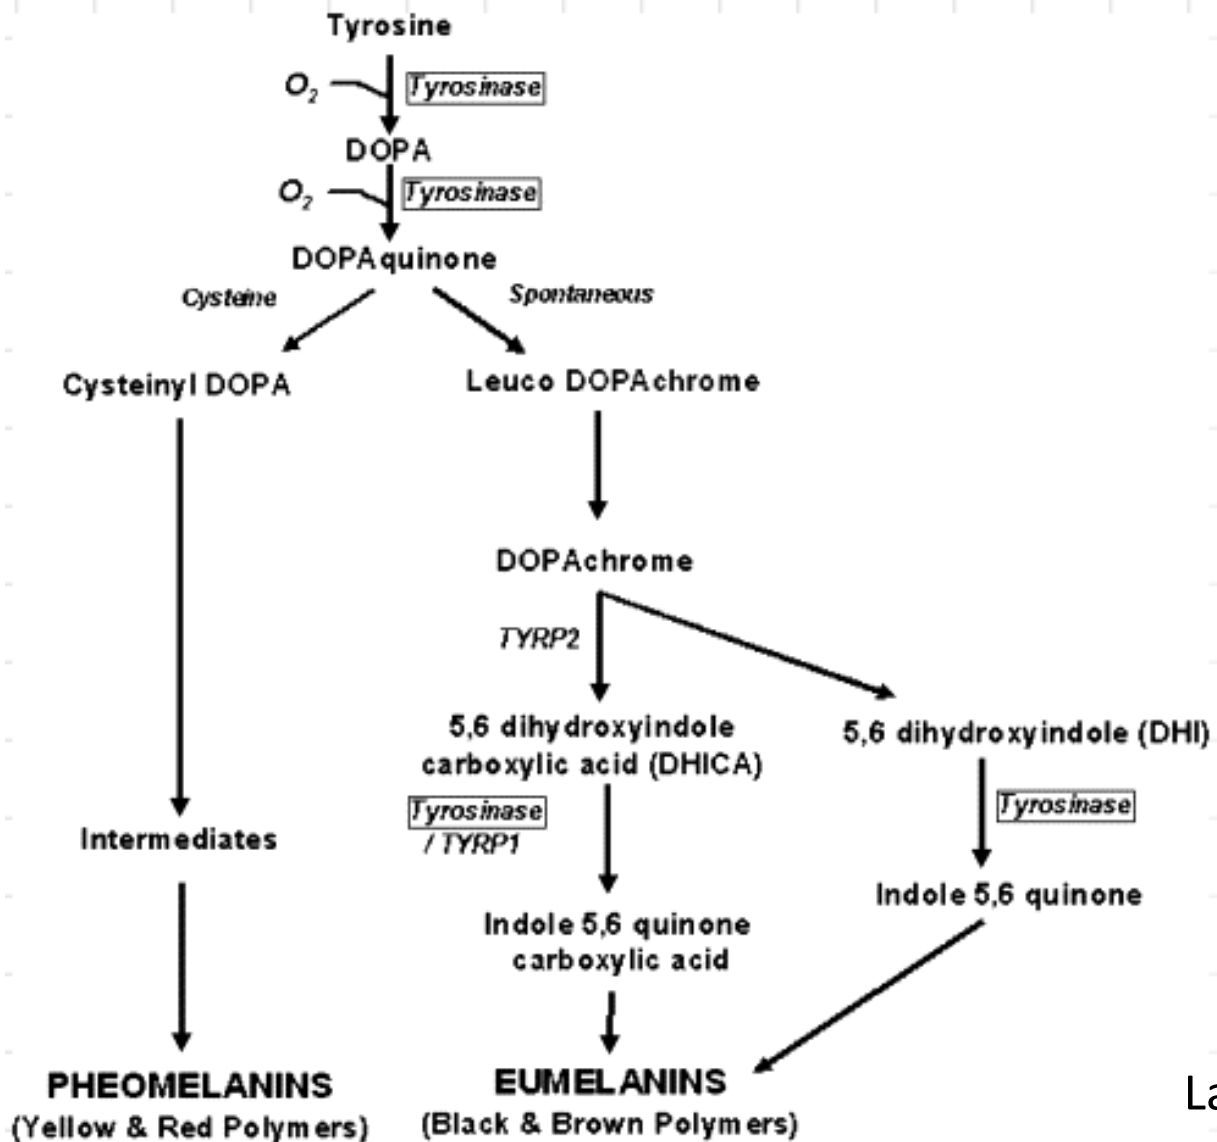 Tyrosine
O2 Tyrosinase
DOPA
O2 Tyrosinase
DOPAquinone
Cysteine Spontaneous
Cysteinyl DOPA Leuco DOPAchrome
DOPAchrome
TYRP2
5,6 dihydroxyindole
carboxylic acid (DHICA)
5,6 dihydroxyindole (DHI)
Tyrosinase
/ TYRP1
Tyrosinase
Intermediates
Indole 5,6 quinone
carboxylic acid
Indole 5,6 quinone
PHEOMELANINS
(Yellow & Red Polymers)
EUMELANINS
(Black & Brown Polymers)
La